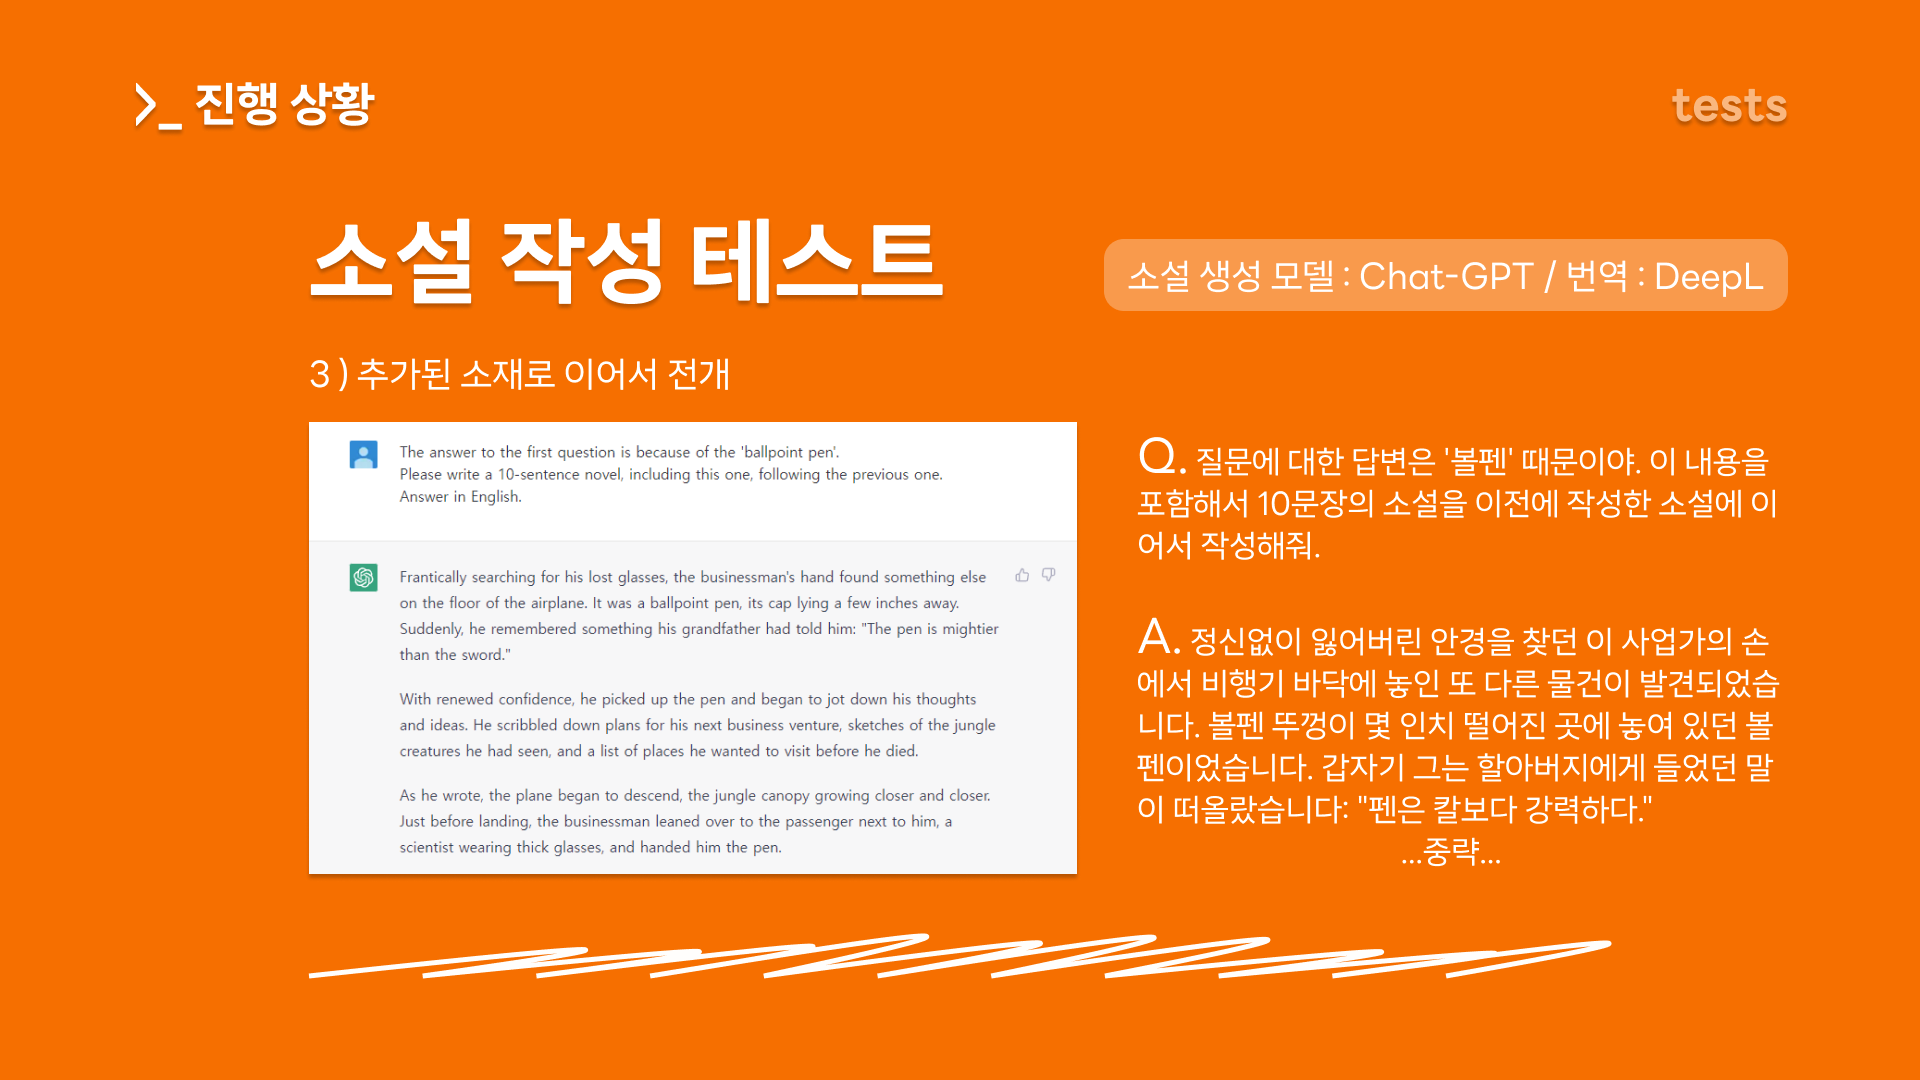 >_ 진행 상황
tests
소설 작성 테스트
소설 생성 모델 : Chat-GPT / 번역 : DeepL
3 ) 추가된 소재로 이어서 전개
The answer to the first question is because of the 'ballpoint pen'.
Please write a 10-sentence novel, including this one, following the previous one.
Answer in English.
Frantically searching for his lost glasses, the businessman's hand found something else
on the floor of the airplane. It was a ballpoint pen, its cap lying a few inches away.
Suddenly, he remembered something his grandfather had told him: "The pen is mightier
than the sword."
With renewed confidence, he picked up the pen and began to jot down his thoughts
and ideas. He scribbled down plans for his next business venture, sketches of the jungle
creatures he had seen, and a list of places he wanted to visit before he died.
As he wrote, the plane began to descend, the jungle canopy growing closer and closer.
Just before landing, the businessman leaned over to the passenger next to him, a
scientist wearing thick glasses, and handed him the pen.
Q. 질문에 대한 답변은 '볼펜' 때문이야. 이 내용을
포함해서 10문장의 소설을 이전에 작성한 소설에 이
어서 작성해줘.
A. 정신없이 잃어버린 안경을 찾던 이 사업가의 손
에서 비행기 바닥에 놓인 또 다른 물건이 발견되었습
니다. 볼펜 뚜껑이 몇 인치 떨어진 곳에 놓여 있던 볼
펜이었습니다. 갑자기 그는 할아버지에게 들었던 말
이 떠올랐습니다: "펜은 칼보다 강력하다."
...중략...